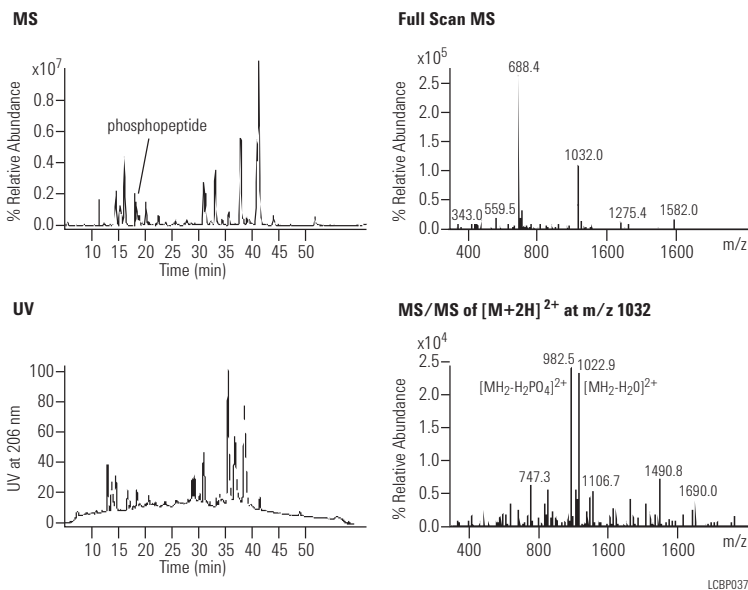 MS
x10⁷
% Relative Abundance
0.8
0.6
0.4
0.2
0.0
phosphopeptide
10 15 20 25 30 35 40 45 50
Time (min)
Full Scan MS
x10⁵
% Relative Abundance
2.5
2.0
1.5
1.0
0.5
0.0
688.4
1032.0
343.0
559.5
1275.4
1582.0
400 800 1600 1600 m/z
UV
UV at 206 nm
100
80
60
40
20
0
10 15 20 25 30 35 40 45 50
Time (min)
MS/MS of [M+2H]²⁺ at m/z 1032
x10⁴
% Relative Abundance
2.5
2.0
1.5
1.0
0.5
0.0
982.5 1022.9
[MH₂-H₂PO₄]²⁺ [MH₂-H₂0]²⁺
747.3
1106.7
1490.8
1690.0
400 800 1600 1600 m/z
LCBP037